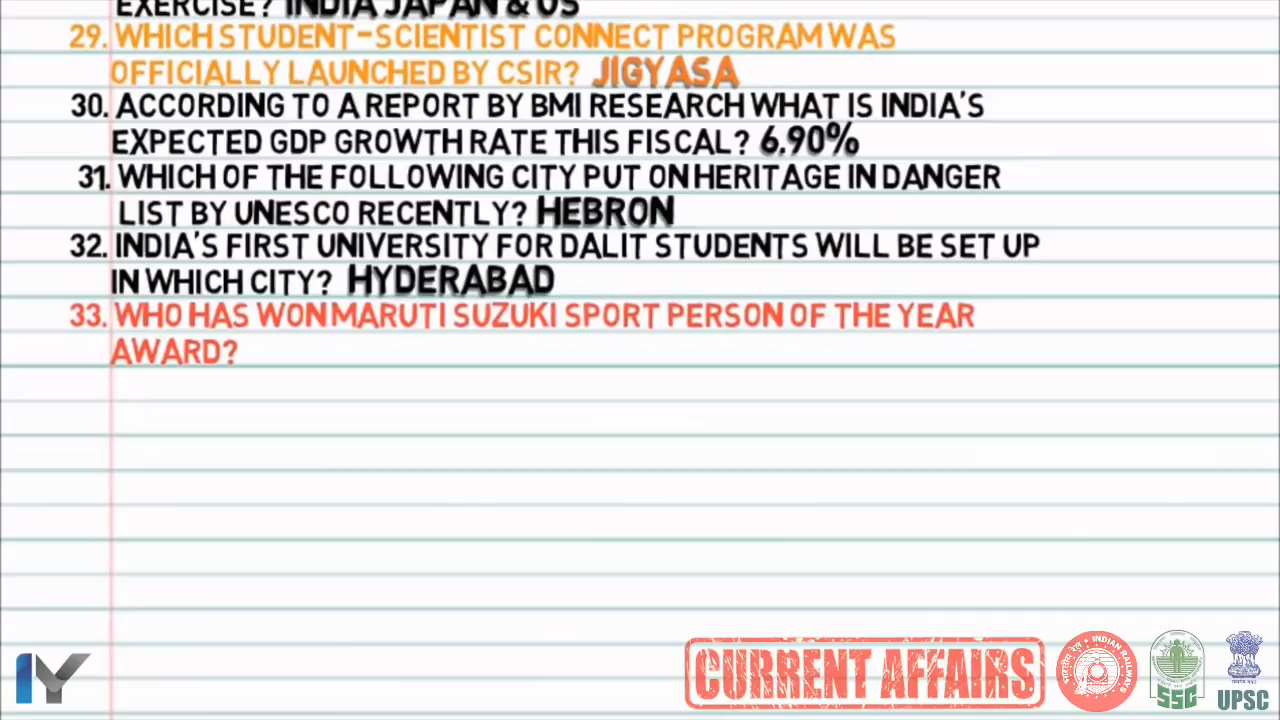 EXERCISE? INDIA JAPAN & US
29. WHICH STUDENT-SCIENTIST CONNECT PROGRAM WAS
OFFICIALLY LAUNCHED BY CSIR? JIGYASA
30. ACCORDING TO A REPORT BY BMI RESEARCH WHAT IS INDIA'S
EXPECTED GDP GROWTH RATE THIS FISCAL? 6.90%
31. WHICH OF THE FOLLOWING CITY PUT ON HERITAGE IN DANGER
LIST BY UNESCO RECENTLY? HEBRON
32. INDIA'S FIRST UNIVERSITY FOR DALIT STUDENTS WILL BE SET UP
IN WHICH CITY? HYDERABAD
33. WHO HAS WON MARUTI SUZUKI SPORT PERSON OF THE YEAR
AWARD?
IY
CURRENT AFFAIRS
INDIAN RAILWAYS
SSC
UPSC